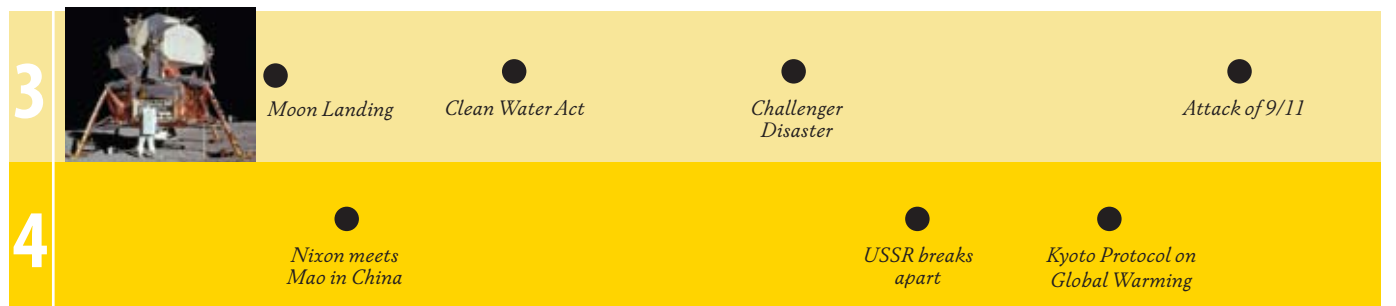 3
Moon Landing
Clean Water Act
Challenger
Disaster
Attack of 9/11
4
Nixon meets
Mao in China
USSR breaks
apart
Kyoto Protocol on
Global Warming